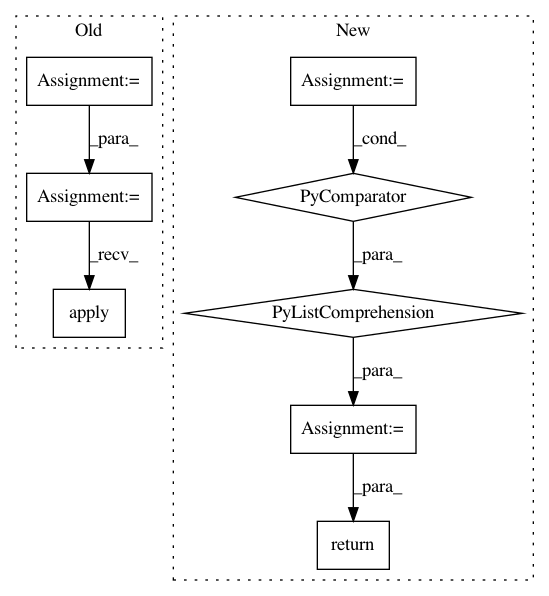 Old
New
Assignment:=
Assignment:=
_para_
_cond_
Assignment:=
PyComparator
_recv_
_para_
apply
PyListComprehension
_para_
Assignment:=
_para_
return